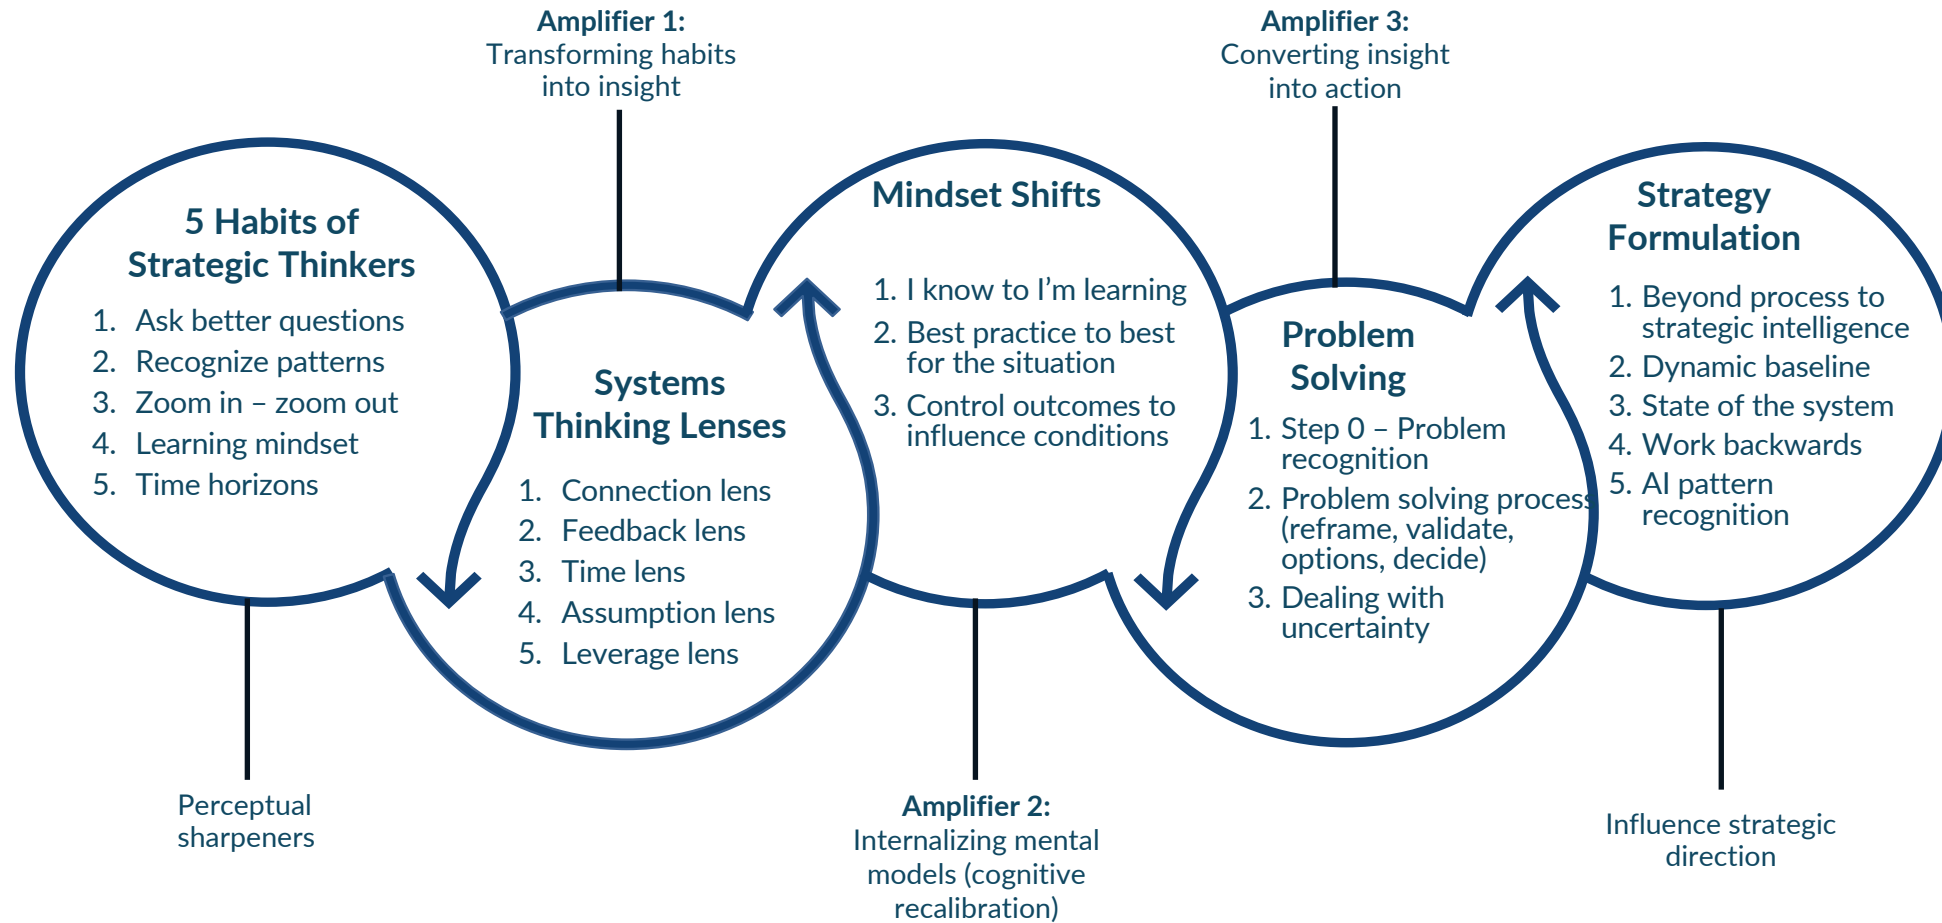 Amplifier 1:
Transforming habits
into insight
Amplifier 3:
Converting insight
into action
5 Habits of
Strategic Thinkers
1. Ask better questions
2. Recognize patterns
3. Zoom in – zoom out
4. Learning mindset
5. Time horizons
Systems
Thinking Lenses
1. Connection lens
2. Feedback lens
3. Time lens
4. Assumption lens
5. Leverage lens
Mindset Shifts
1. I know to I’m learning
2. Best practice to best
for the situation
3. Control outcomes to
influence conditions
Problem
Solving
1. Step 0 – Problem
recognition
2. Problem solving process
(reframe, validate,
options, decide)
3. Dealing with
uncertainty
Strategy
Formulation
1. Beyond process to
strategic intelligence
2. Dynamic baseline
3. State of the system
4. Work backwards
5. AI pattern
recognition
Perceptual
sharpeners
Amplifier 2:
Internalizing mental
models (cognitive
recalibration)
Influence strategic
direction